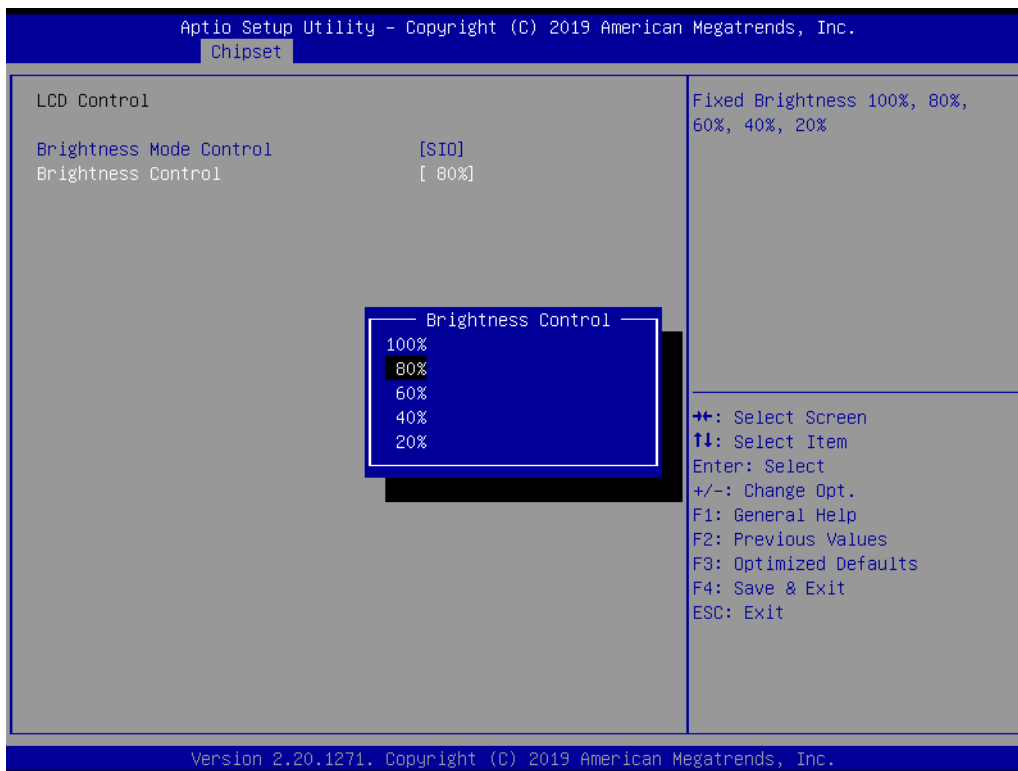 Aptio Setup Utility – Copyright (C) 2019 American Megatrends, Inc.
Chipset
LCD Control
Brightness Mode Control [SIO]
Brightness Control [ 80%]
Fixed Brightness 100%, 80%,
60%, 40%, 20%
Brightness Control
100%
80%
60%
40%
20%
→←: Select Screen
↑↓: Select Item
Enter: Select
+/-: Change Opt.
F1: General Help
F2: Previous Values
F3: Optimized Defaults
F4: Save & Exit
ESC: Exit
Version 2.20.1271. Copyright (C) 2019 American Megatrends, Inc.